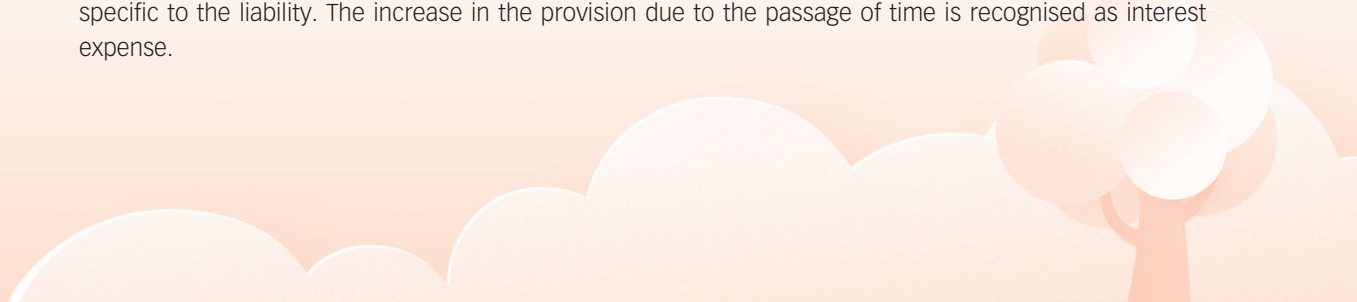 specific to the liability. The increase in the provision due to the passage of time is recognised as interest
expense.